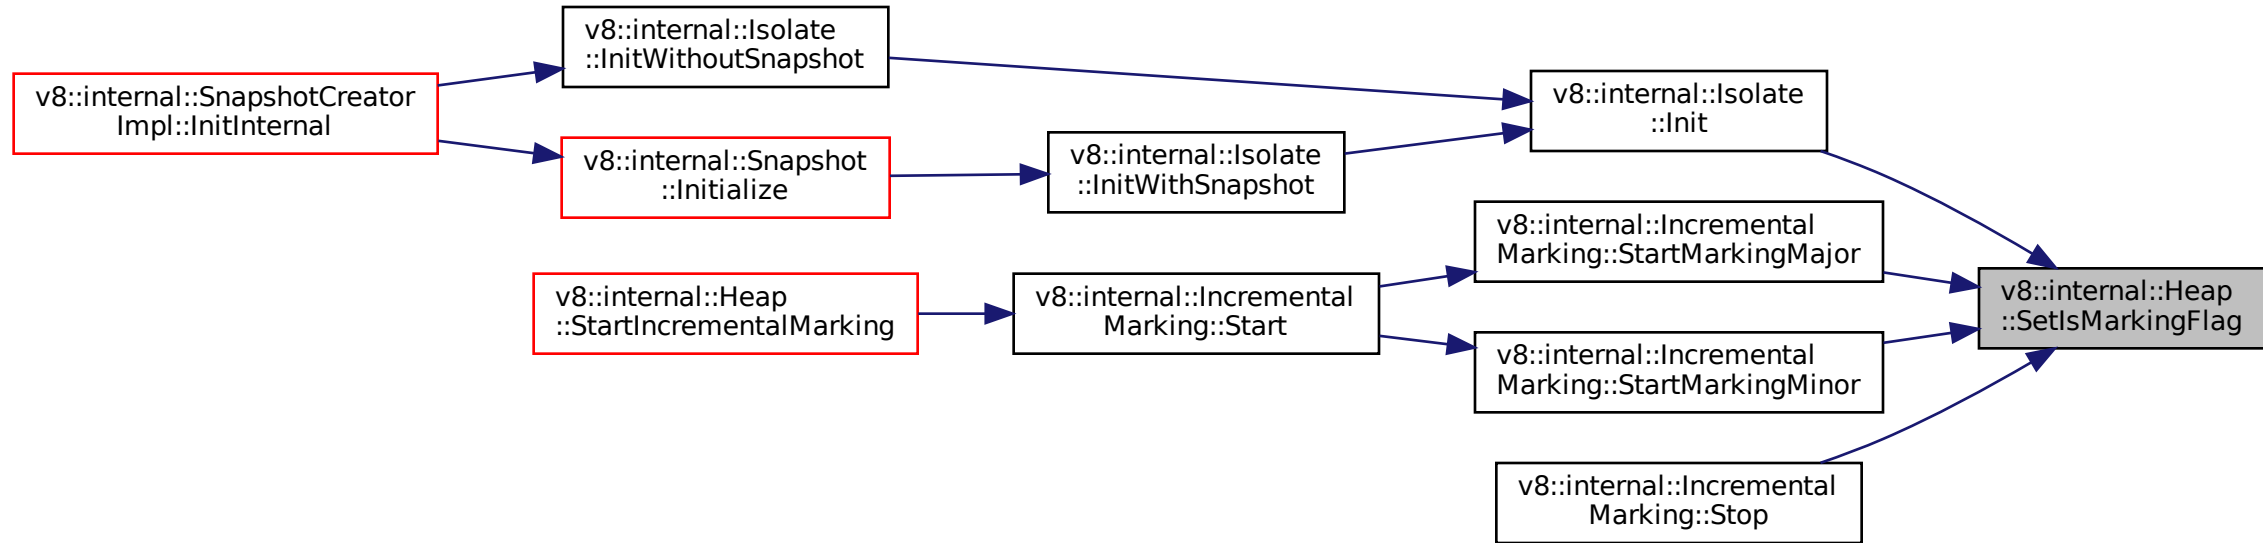 v8::internal::Isolate
::InitWithoutSnapshot
v8::internal::SnapshotCreator
Impl::InitInternal
v8::internal::Snapshot
::Initialize
v8::internal::Isolate
::InitWithSnapshot
v8::internal::Isolate
::Init
v8::internal::Heap
::StartIncrementalMarking
v8::internal::Incremental
Marking::Start
v8::internal::Incremental
Marking::StartMarkingMajor
v8::internal::Incremental
Marking::StartMarkingMinor
v8::internal::Incremental
Marking::Stop
v8::internal::Heap
::SetIsMarkingFlag